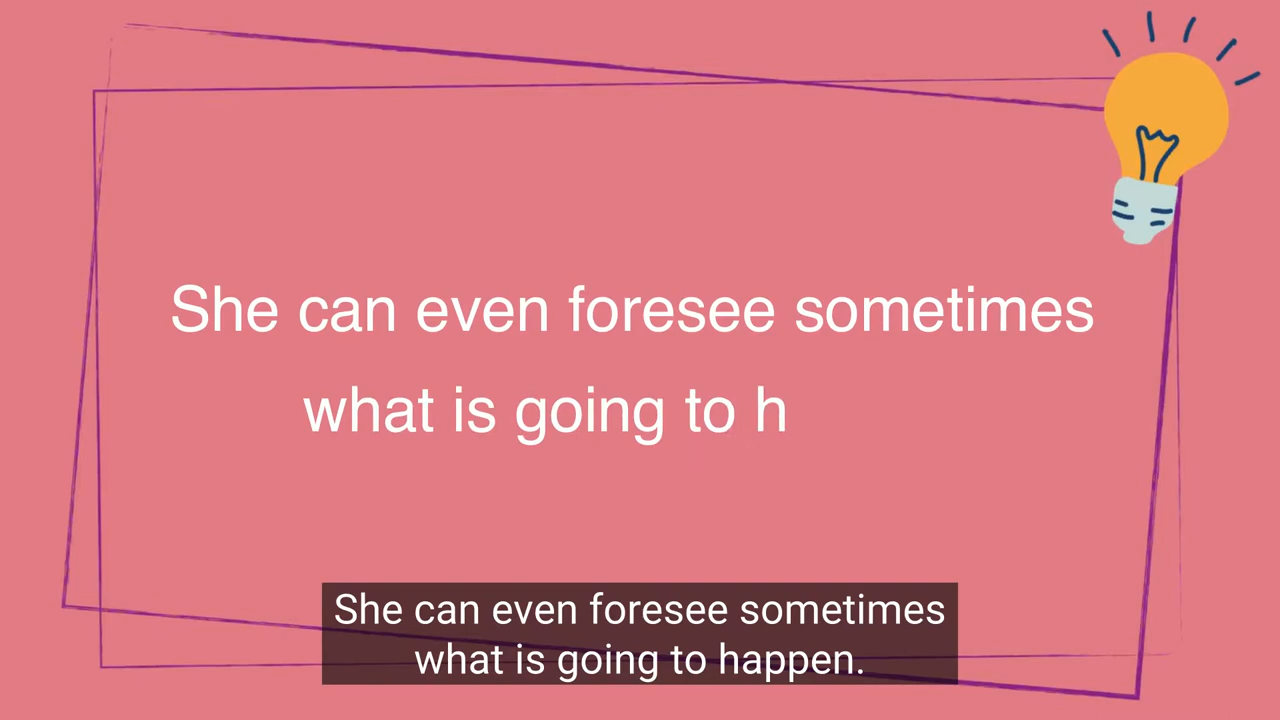 She can even foresee sometimes
what is going to h
She can even foresee sometimes
what is going to happen.